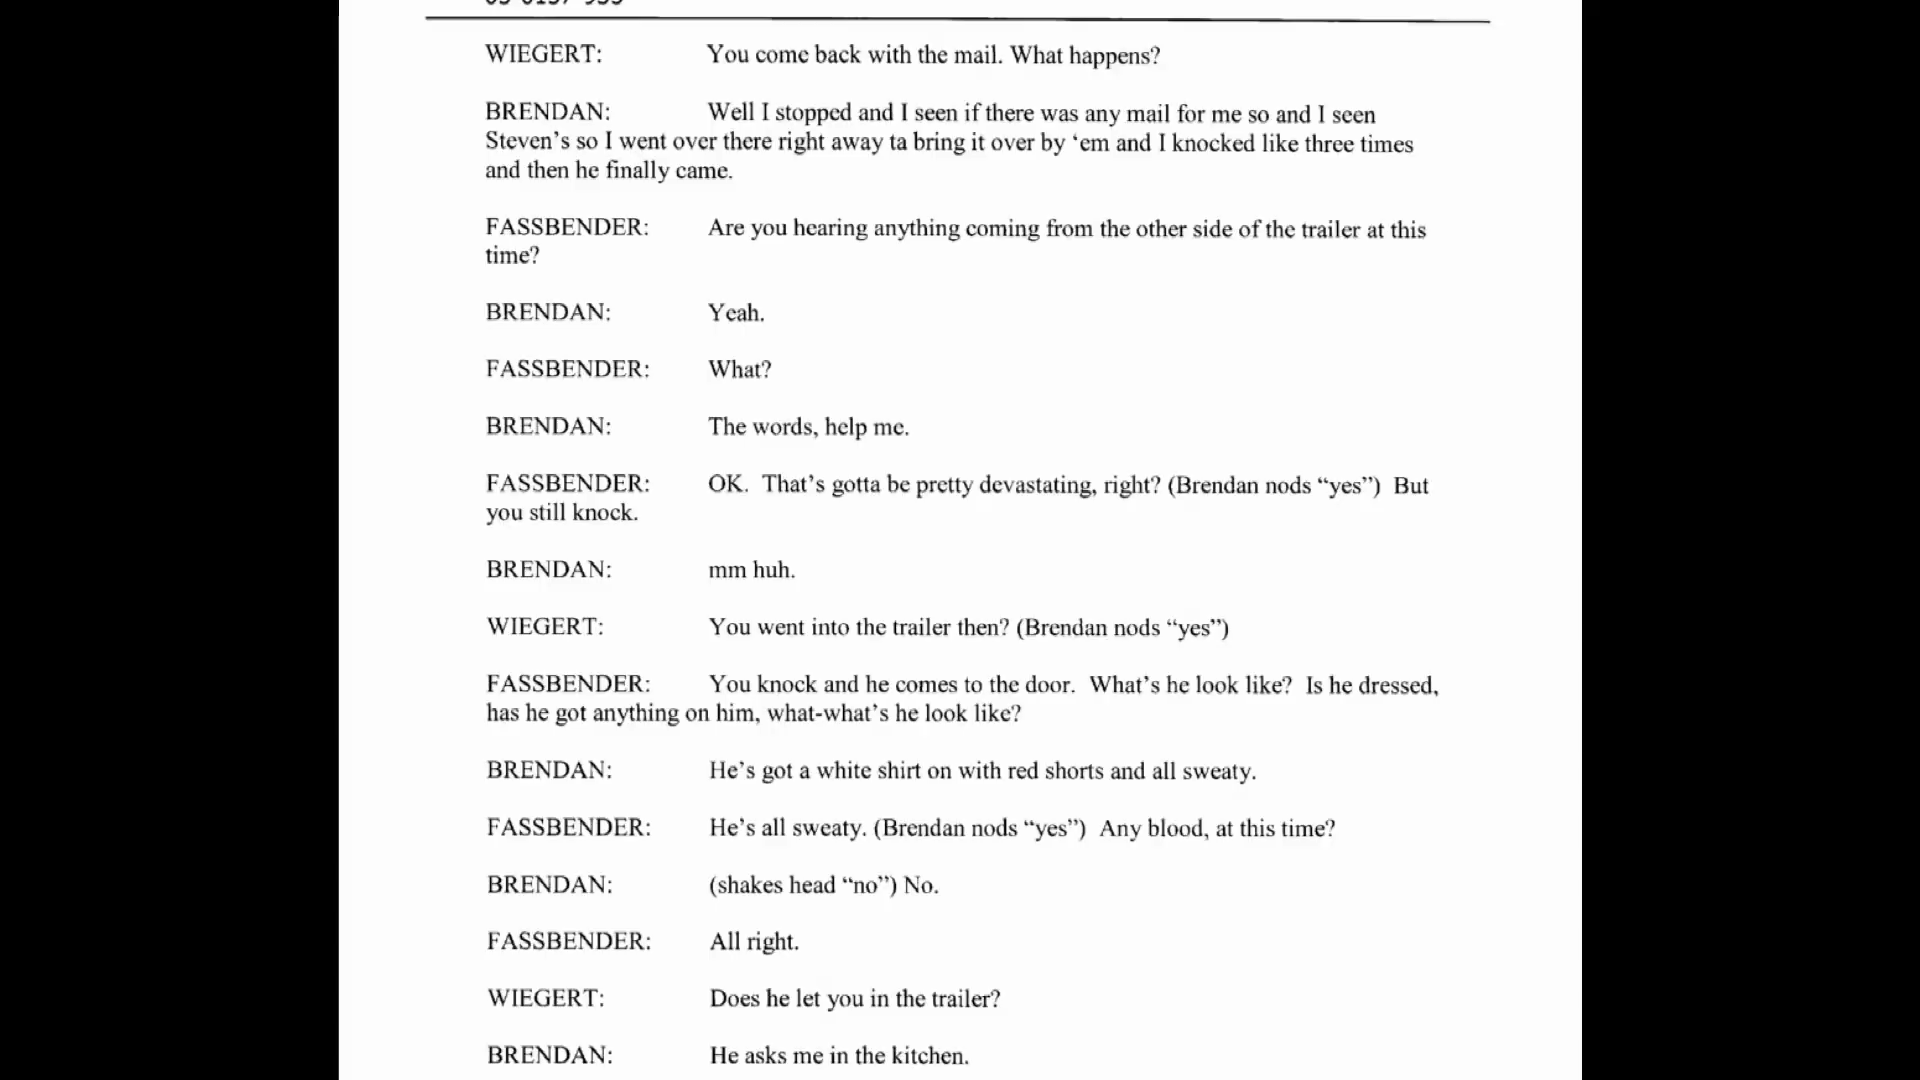 WIEGERT: You come back with the mail. What happens?
BRENDAN: Well I stopped and I seen if there was any mail for me so and I seen
Steven's so I went over there right away ta bring it over by ‘em and I knocked like three times
and then he finally came.
FASSBENDER: Are you hearing anything coming from the other side of the trailer at this
time?
BRENDAN: Yeah.
FASSBENDER: What?
BRENDAN: The words, help me.
FASSBENDER: OK. That's gotta be pretty devastating, right? (Brendan nods “yes”) But
you still knock.
BRENDAN: mm huh.
WIEGERT: You went into the trailer then? (Brendan nods “yes”)
FASSBENDER: You knock and he comes to the door. What's he look like? Is he dressed,
has he got anything on him, what-what's he look like?
BRENDAN: He's got a white shirt on with red shorts and all sweaty.
FASSBENDER: He's all sweaty. (Brendan nods “yes”) Any blood, at this time?
BRENDAN: (shakes head “no”) No.
FASSBENDER: All right.
WIEGERT: Does he let you in the trailer?
BRENDAN: He asks me in the kitchen.